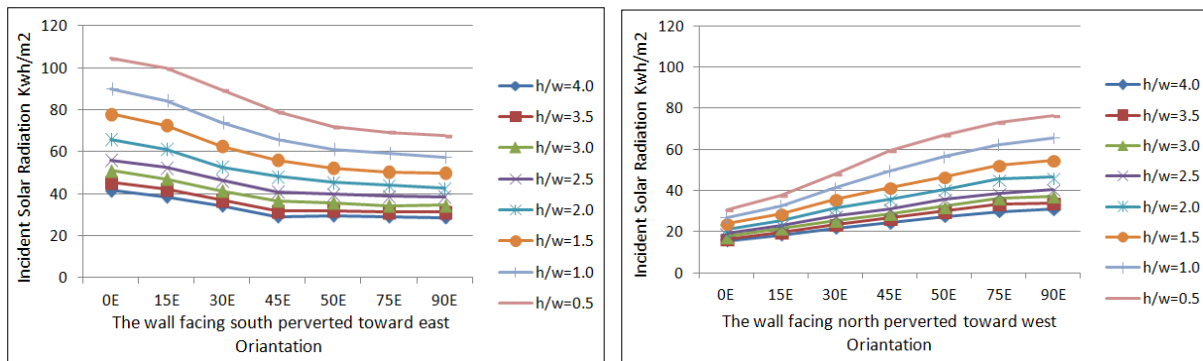 Incident Solar Radiation Kwh/m2
120
100
80
60
40
20
0
0E 15E 30E 45E 50E 75E 90E
The wall facing south perverted toward east
Oriantation
h/w=4.0
h/w=3.5
h/w=3.0
h/w=2.5
h/w=2.0
h/w=1.5
h/w=1.0
h/w=0.5
Incident Solar Radiation Kwh/m2
120
100
80
60
40
20
0
0E 15E 30E 45E 50E 75E 90E
The wall facing north perverted toward west
Oriantation
h/w=4.0
h/w=3.5
h/w=3.0
h/w=2.5
h/w=2.0
h/w=1.5
h/w=1.0
h/w=0.5